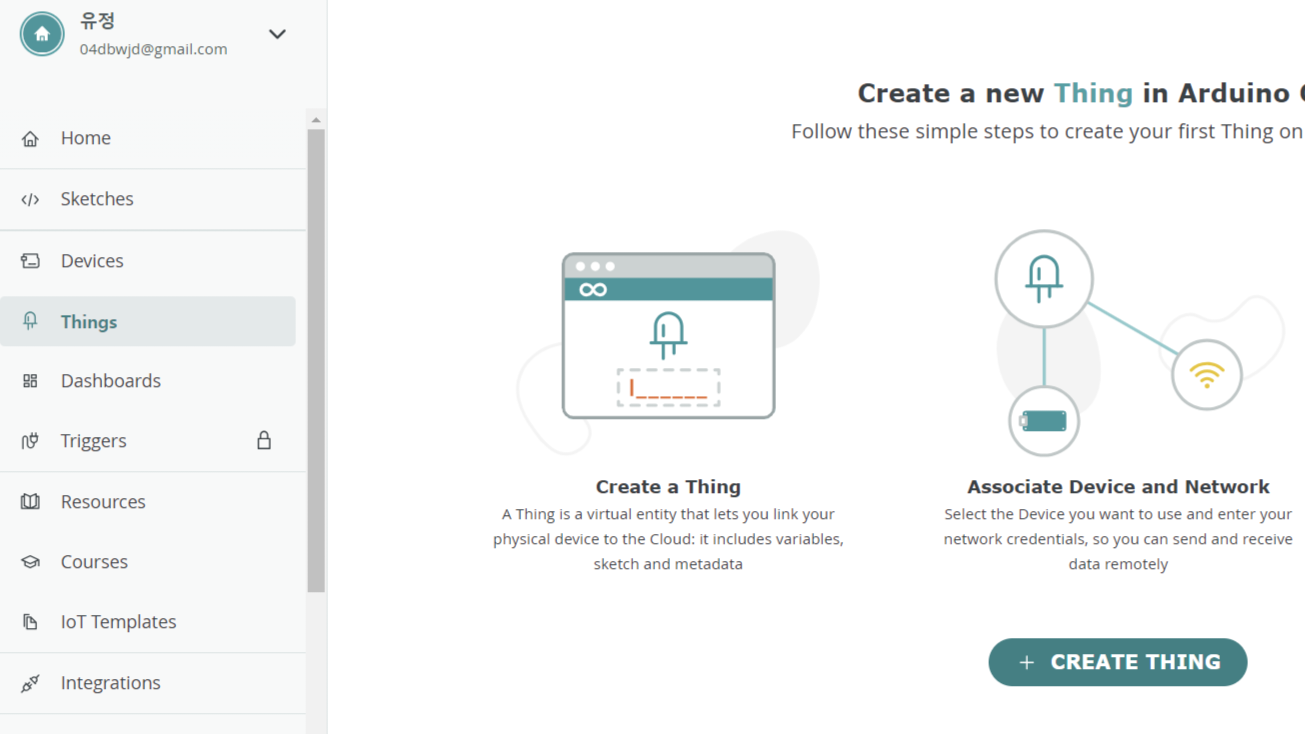 유정
04dbwjd@gmail.com
Home
Sketches
Devices
Things
Dashboards
Triggers
Resources
Courses
IoT Templates
Integrations
Create a new Thing in Arduino
Follow these simple steps to create your first Thing on
Create a Thing
A Thing is a virtual entity that lets you link your
physical device to the Cloud: it includes variables,
sketch and metadata
Associate Device and Network
Select the Device you want to use and enter your
network credentials, so you can send and receive
data remotely
+ CREATE THING